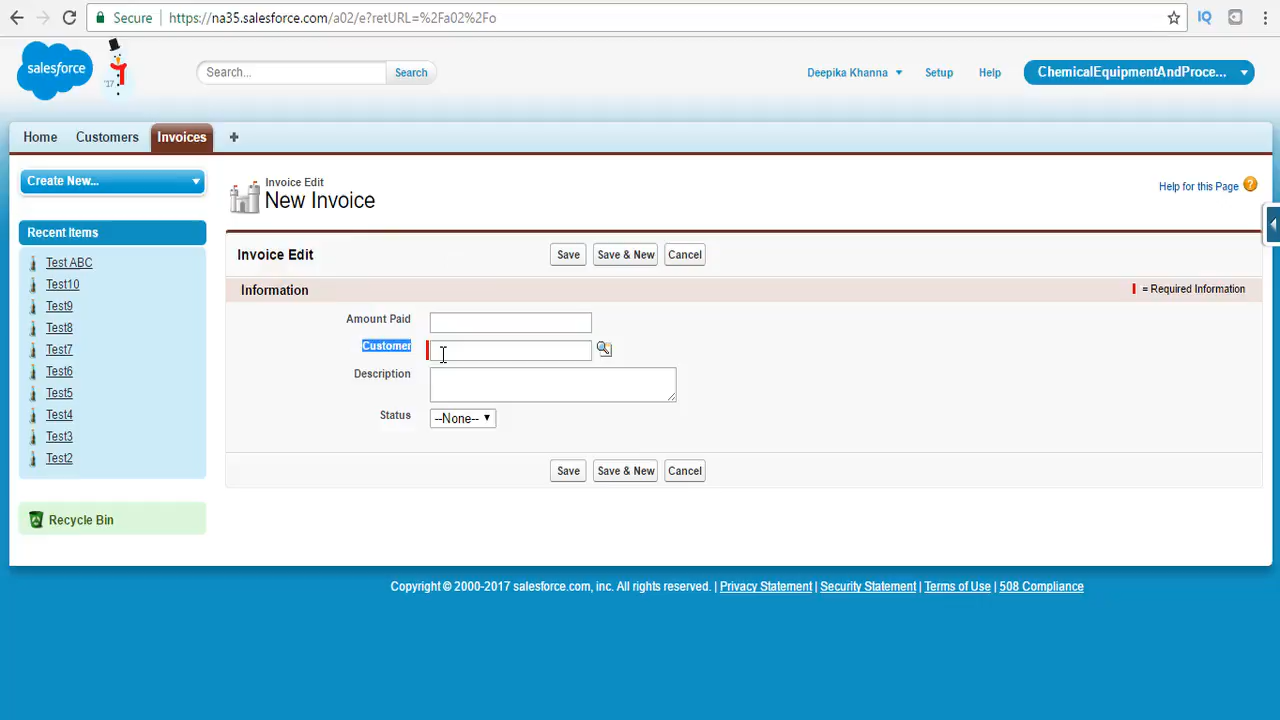 Secure https://na35.salesforce.com/a02/e?retURL=%2Fa02%2Fo
IQ
salesforce
'17
Search...
Search
Deepika Khanna
Setup
Help
ChemicalEquipmentAndProce...
Home
Customers
Invoices
+
Create New...
Recent Items
Test ABC
Test10
Test9
Test8
Test7
Test6
Test5
Test4
Test3
Test2
Recycle Bin
Invoice Edit
New Invoice
Help for this Page ?
Invoice Edit
Save
Save & New
Cancel
Information
= Required Information
Amount Paid
Customer
Description
Status
--None--
Save
Save & New
Cancel
Copyright © 2000-2017 salesforce.com, inc. All rights reserved. | Privacy Statement | Security Statement | Terms of Use | 508 Compliance